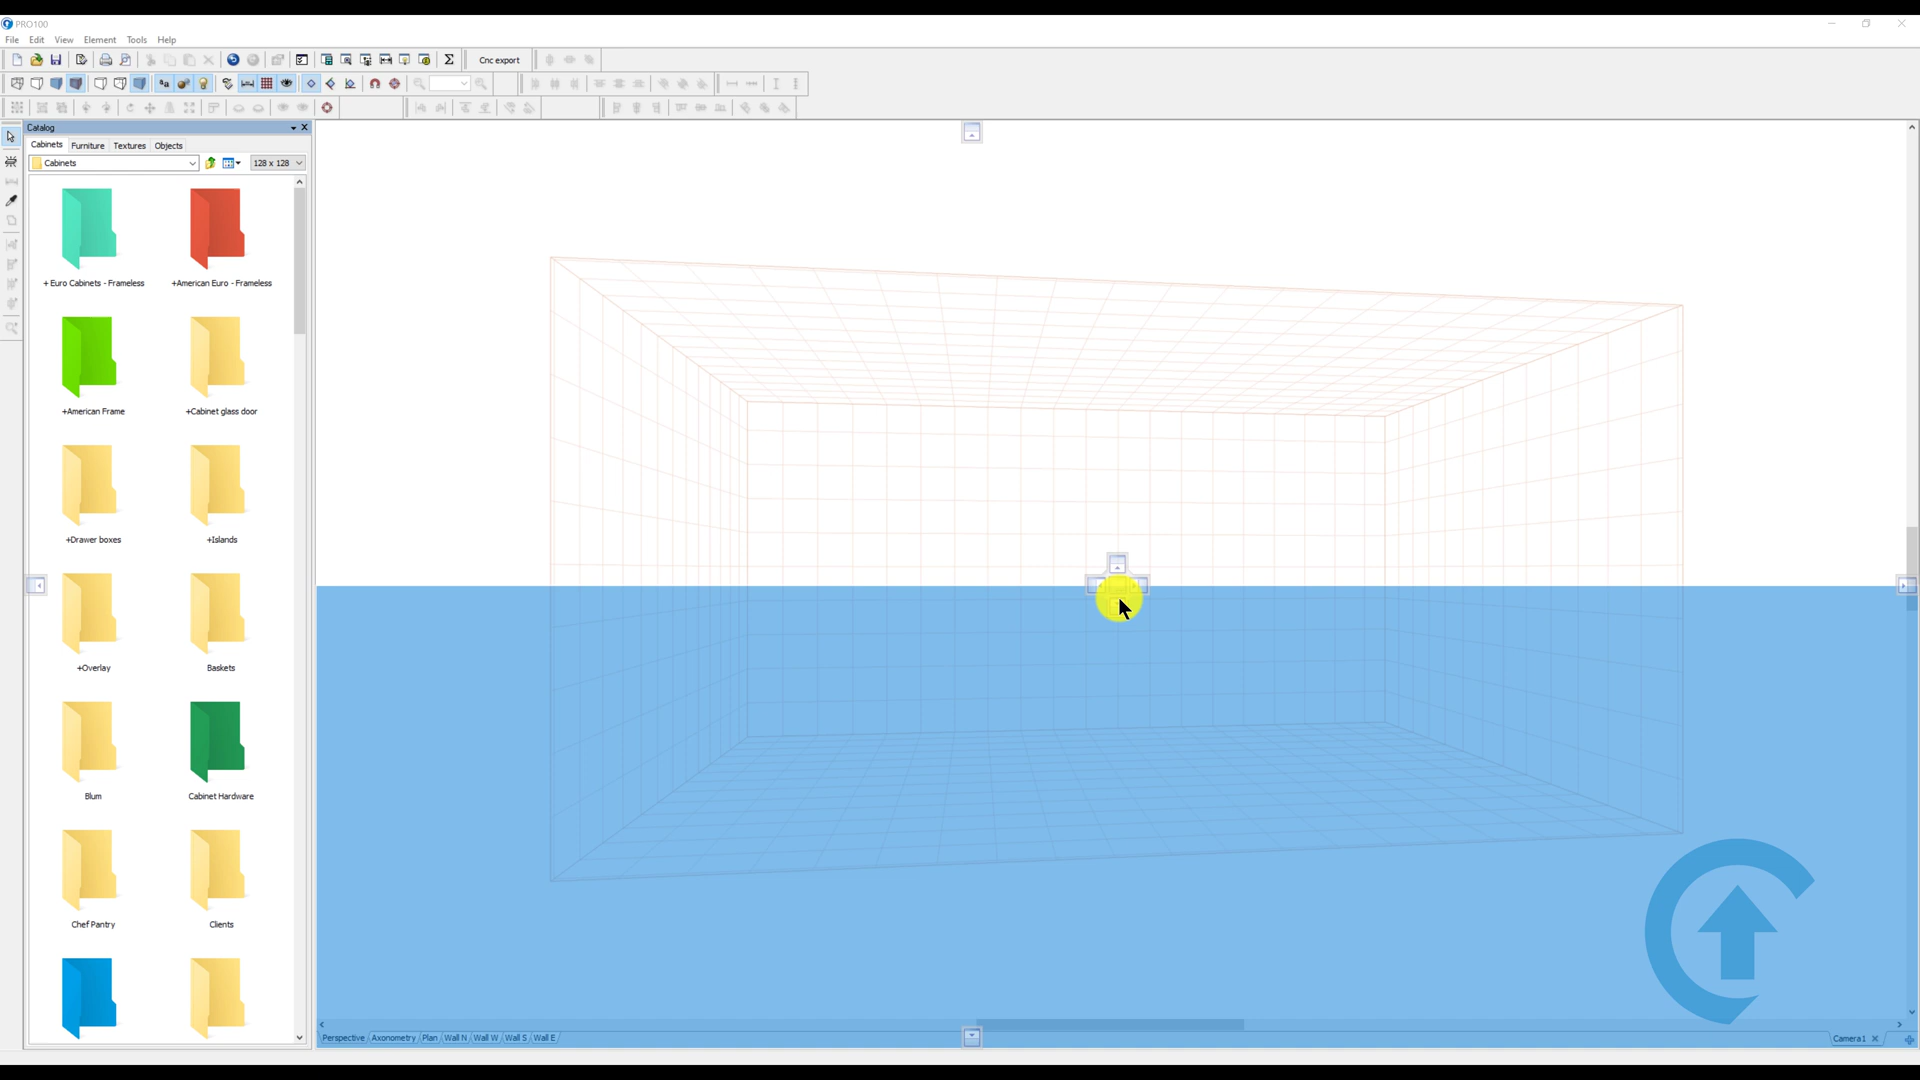 PRO100
File Edit View Element Tools Help
Cnc export
Catalog
Cabinets Furniture Textures Objects
Cabinets 128 x 128
+ Euro Cabinets - Frameless +American Euro - Frameless
+American Frame +Cabinet glass door
+Drawer boxes +Islands
+Overlay Baskets
Blum Cabinet Hardware
Chef Pantry Clients
Perspective Axonometry Plan Wall N Wall W Wall S Wall E Camera1